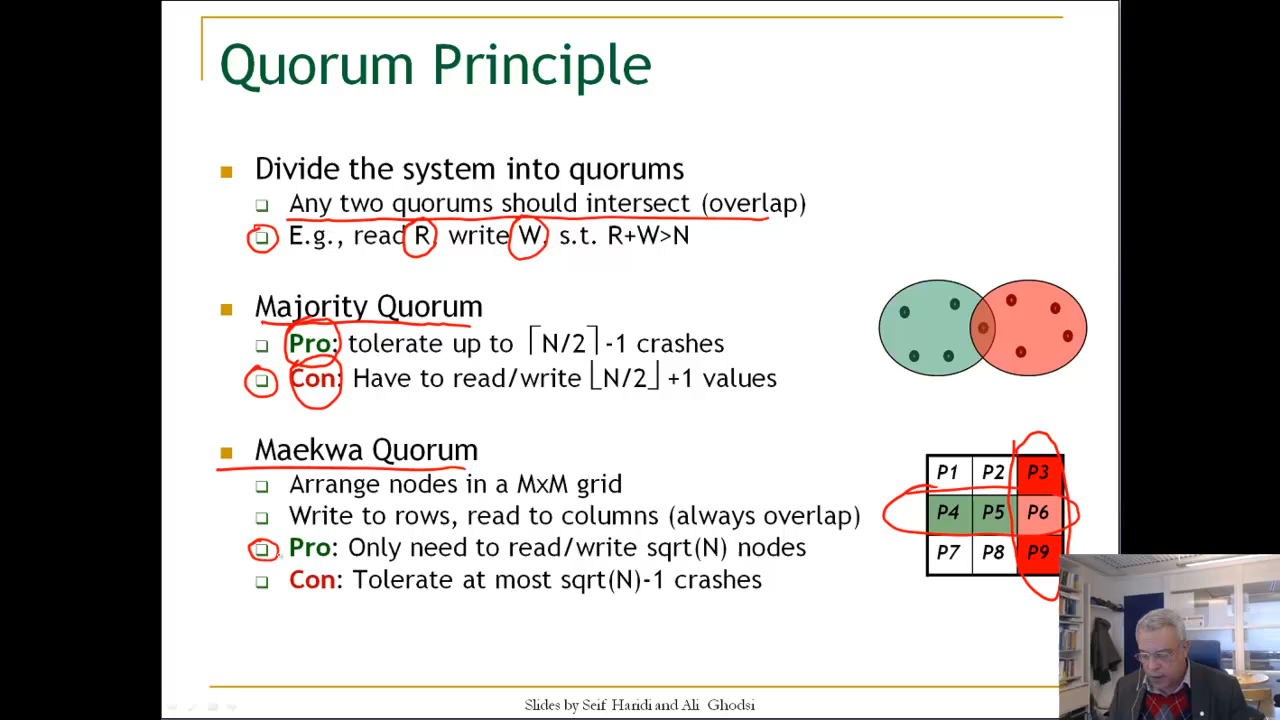 Quorum Principle
Divide the system into quorums
Any two quorums should intersect (overlap)
E.g., read R, write W, s.t. R+W>N
Majority Quorum
Pro: tolerate up to ⌈N/2⌉ -1 crashes
Con: Have to read/write ⌊N/2⌋ +1 values
Maekwa Quorum
Arrange nodes in a MxM grid
Write to rows, read to columns (always overlap)
Pro: Only need to read/write sqrt(N) nodes
Con: Tolerate at most sqrt(N)-1 crashes
P1 P2 P3
P4 P5 P6
P7 P8 P9
Slides by Seif Haridi and Ali Ghodsi